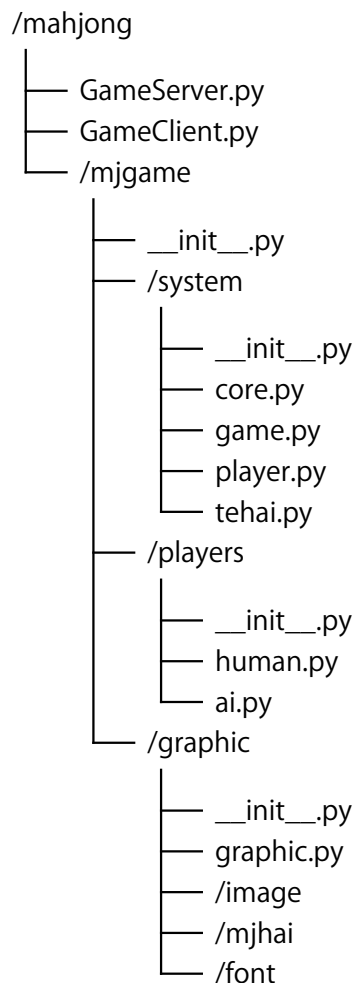 /mahjong
GameServer.py
GameClient.py
/mjgame
__init__.py
/system
__init__.py
core.py
game.py
player.py
tehai.py
/players
__init__.py
human.py
ai.py
/graphic
__init__.py
graphic.py
/image
/mjhai
/font